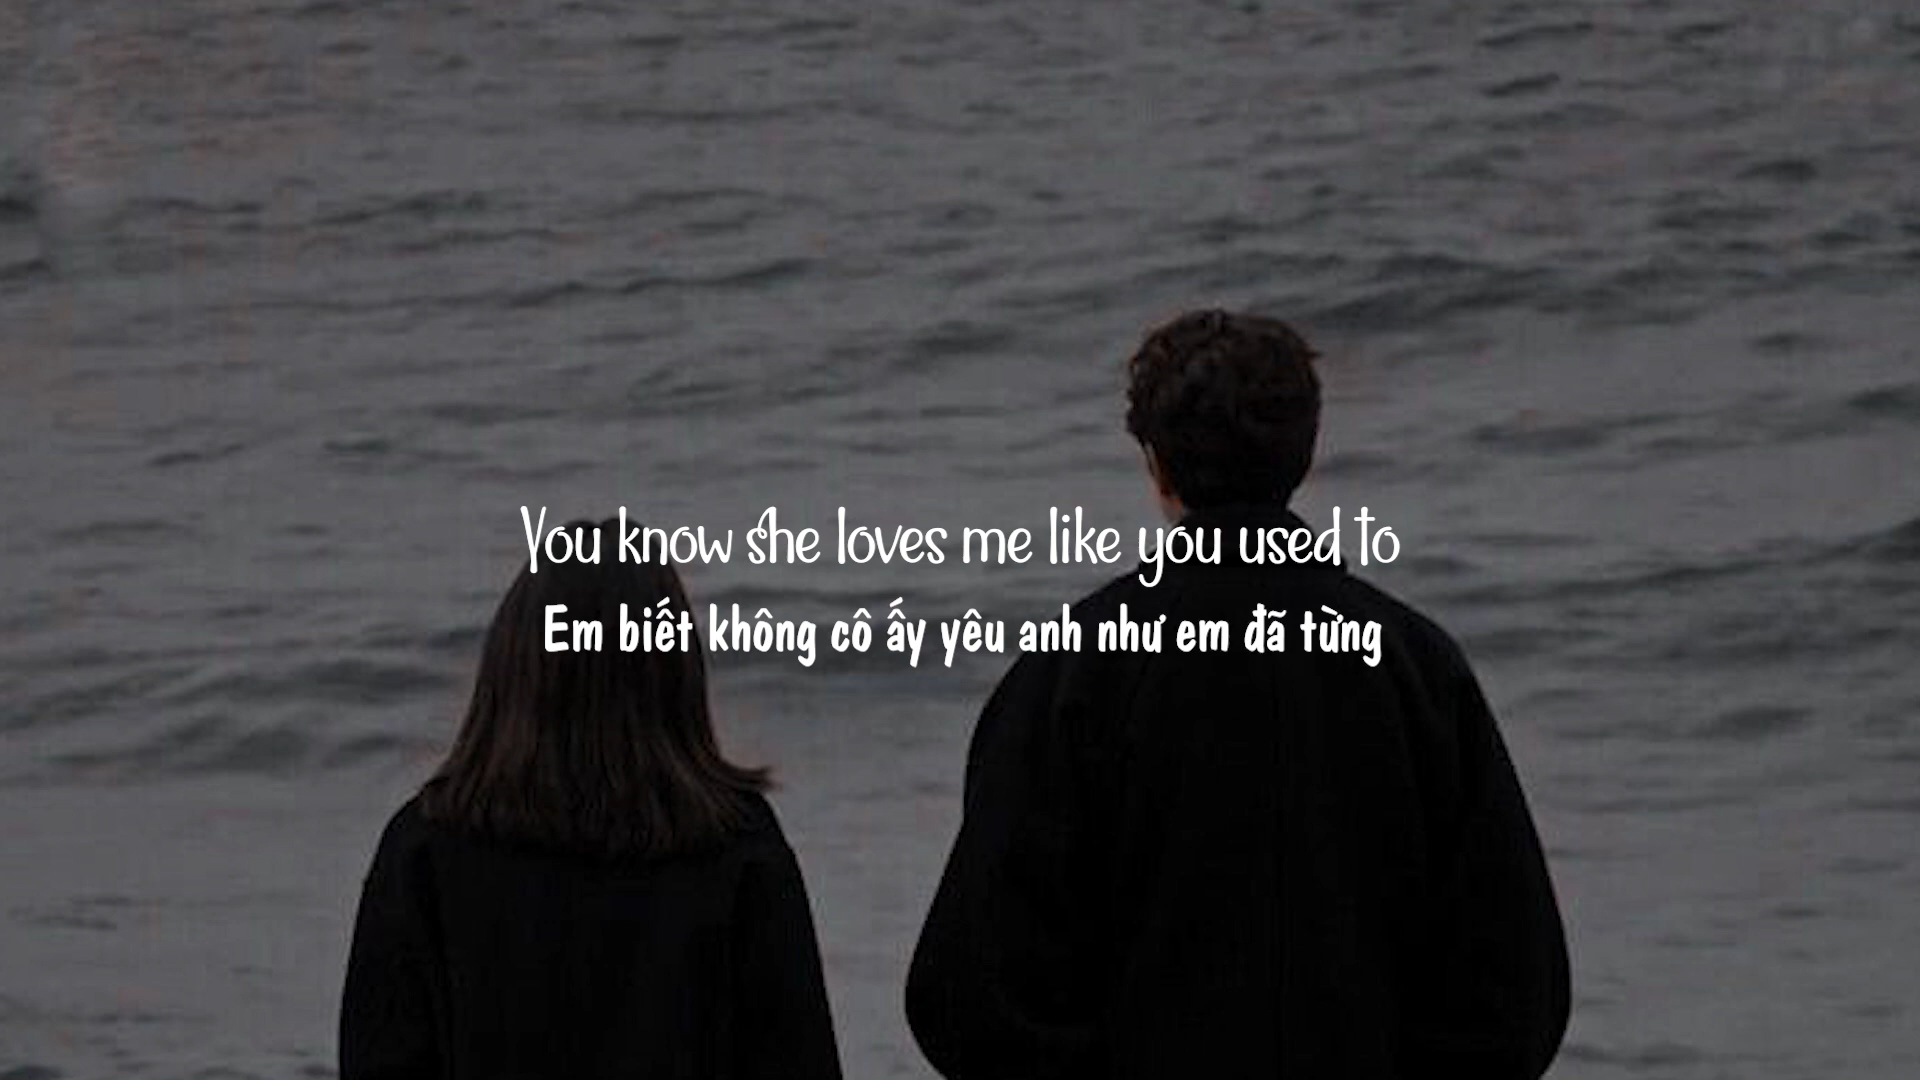 You know she loves me like you used to
Em biết không cô ấy yêu anh như em đã từng